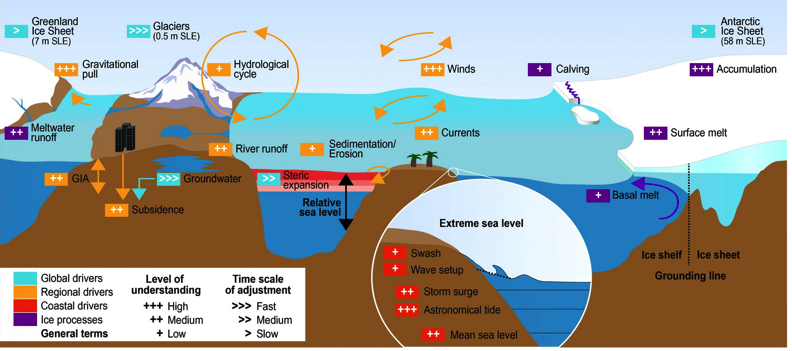 Greenland
> Ice Sheet
(7 m SLE)
>>> Glaciers
(0.5 m SLE)
Antarctic
> Ice Sheet
(58 m SLE)
+++ Gravitational
pull
+ Hydrological
cycle
+++ Winds
+ Calving
+++ Accumulation
++ Meltwater
runoff
++ River runoff
+ Sedimentation/
Erosion
++ Currents
++ Surface melt
++ GIA
>>> Groundwater
>> Steric
expansion
++ Subsidence
Relative
sea level
+ Basal melt
Extreme sea level
+ Swash
+ Wave setup
++ Storm surge
+++ Astronomical tide
++ Mean sea level
Ice shelf Ice sheet
Grounding line
Global drivers
Regional drivers
Coastal drivers
Ice processes
General terms
Level of
understanding
+++ High
++ Medium
+ Low
Time scale
of adjustment
>>> Fast
>> Medium
> Slow